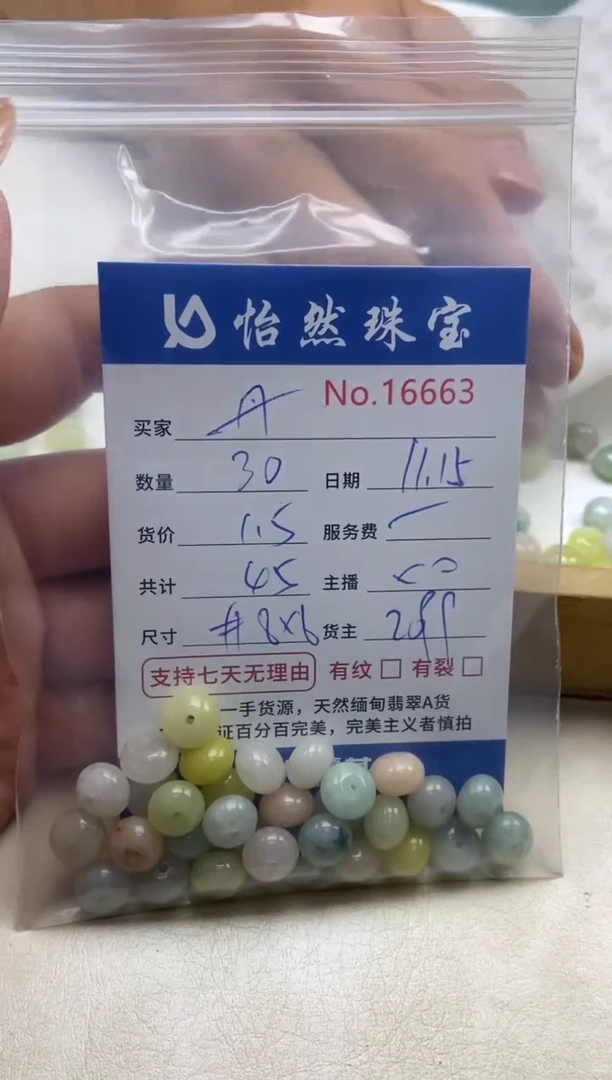 怡然珠宝
No.16663
买家 A
数量 30 日期 11.15
货价 1.5 服务费 一
共计 45 主播
尺寸 #8x6 货主
支持七天无理由 有纹 □ 有裂 □
一手货源，天然缅甸翡翠A货
证百分百完美，完美主义者慎拍